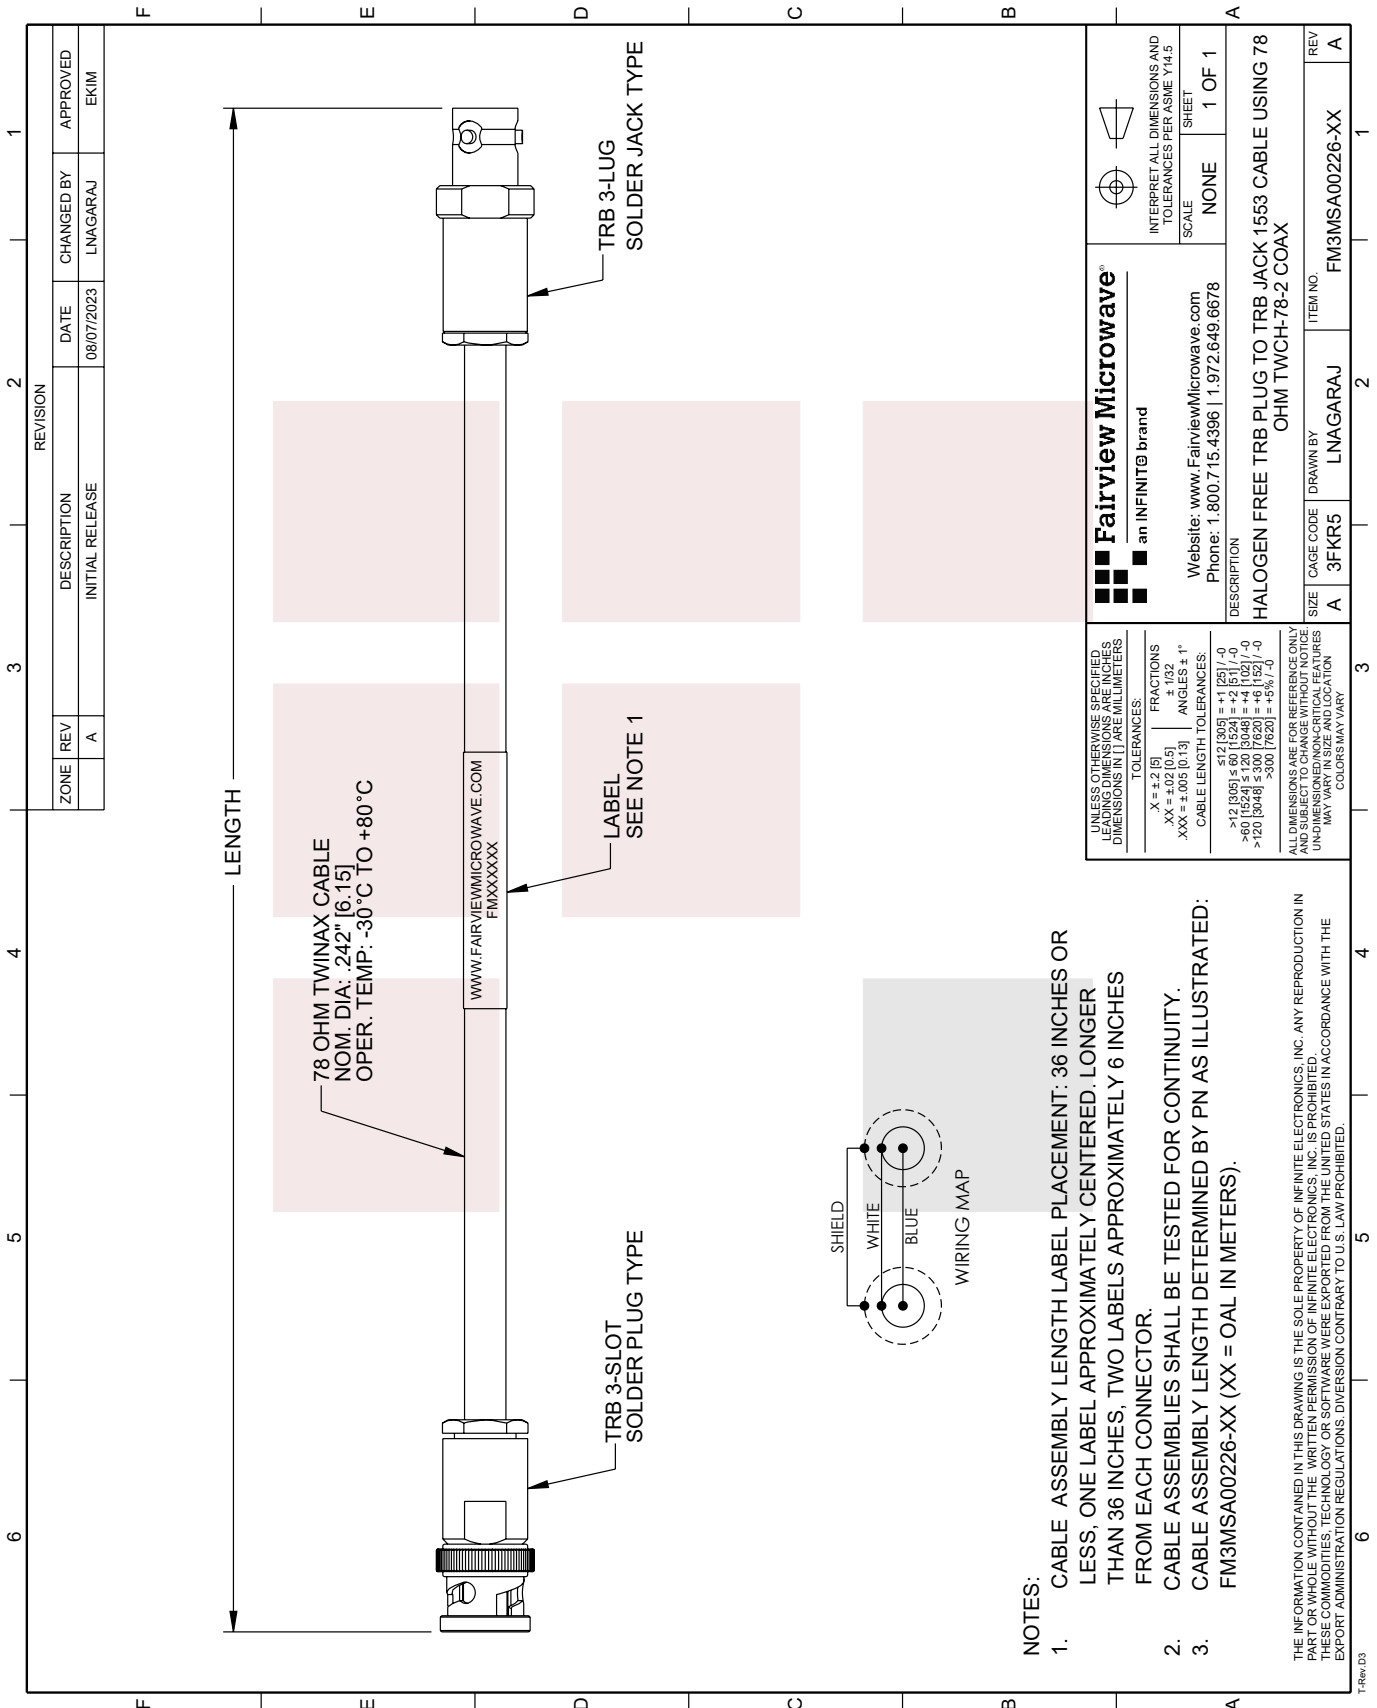 REVISION
ZONE REV DESCRIPTION DATE CHANGED BY APPROVED
A INITIAL RELEASE 08/07/2023 LNAGARAJ EKIM
6 5 4 3 2 1
F
E
D
C
B
A
LENGTH
78 OHM TWINAX CABLE
NOM. DIA: .242" [6.15]
OPER. TEMP: -30°C TO +80°C
WWW.FAIRVIEWMICROWAVE.COM
FMXXXXXX
TRB 3-SLOT
SOLDER PLUG TYPE
LABEL
SEE NOTE 1
TRB 3-LUG
SOLDER JACK TYPE
SHIELD
WHITE
BLUE
WIRING MAP
NOTES:
1. CABLE ASSEMBLY LENGTH LABEL PLACEMENT: 36 INCHES OR
LESS, ONE LABEL APPROXIMATELY CENTERED. LONGER
THAN 36 INCHES, TWO LABELS APPROXIMATELY 6 INCHES
FROM EACH CONNECTOR.
2. CABLE ASSEMBLIES SHALL BE TESTED FOR CONTINUITY.
3. CABLE ASSEMBLY LENGTH DETERMINED BY PN AS ILLUSTRATED:
FM3MSA00226-XX (XX = OAL IN METERS).
THE INFORMATION CONTAINED IN THIS DRAWING IS THE SOLE PROPERTY OF INFINITE ELECTRONICS, INC. ANY REPRODUCTION IN
PART OR WHOLE WITHOUT THE WRITTEN PERMISSION OF INFINITE ELECTRONICS, INC. IS PROHIBITED.
THESE COMMODITIES, TECHNOLOGY OR SOFTWARE WERE EXPORTED FROM THE UNITED STATES IN ACCORDANCE WITH THE
EXPORT ADMINISTRATION REGULATIONS. DIVERSION CONTRARY TO U.S. LAW PROHIBITED.
UNLESS OTHERWISE SPECIFIED
LEADING DIMENSIONS ARE INCHES
DIMENSIONS IN [ ] ARE MILLIMETERS
TOLERANCES:
.X = ±.2 [5] FRACTIONS
.XX = ±.02 [0.5] ± 1/32
.XXX = ±.005 [0.13] ANGLES ± 1°
CABLE LENGTH TOLERANCES:
≤12 [305] = +1 [25] / -0
>12 [305] ≤ 60 [1524] = +2 [51] / -0
>60 [1524] ≤ 120 [3048] = +4 [102] / -0
>120 [3048] ≤ 300 [7620] = +6 [152] / -0
>300 [7620] = +5% / -0
ALL DIMENSIONS ARE FOR REFERENCE ONLY
AND SUBJECT TO CHANGE WITHOUT NOTICE.
UN-DIMENSIONED/NON-CRITICAL FEATURES
MAY VARY IN SIZE AND LOCATION
COLORS MAY VARY
Fairview Microwave®
an INFINIT@ brand
Website: www.FairviewMicrowave.com
Phone: 1.800.715.4396 | 1.972.649.6678
INTERPRET ALL DIMENSIONS AND
TOLERANCES PER ASME Y14.5
SCALE SHEET
NONE 1 OF 1
DESCRIPTION
HALOGEN FREE TRB PLUG TO TRB JACK 1553 CABLE USING 78
OHM TWCH-78-2 COAX
SIZE CAGE CODE DRAWN BY ITEM NO. REV
A 3FKR5 LNAGARAJ FM3MSA00226-XX A
6 5 4 3 2 1
F
E
D
C
B
A
T-Rev.D3